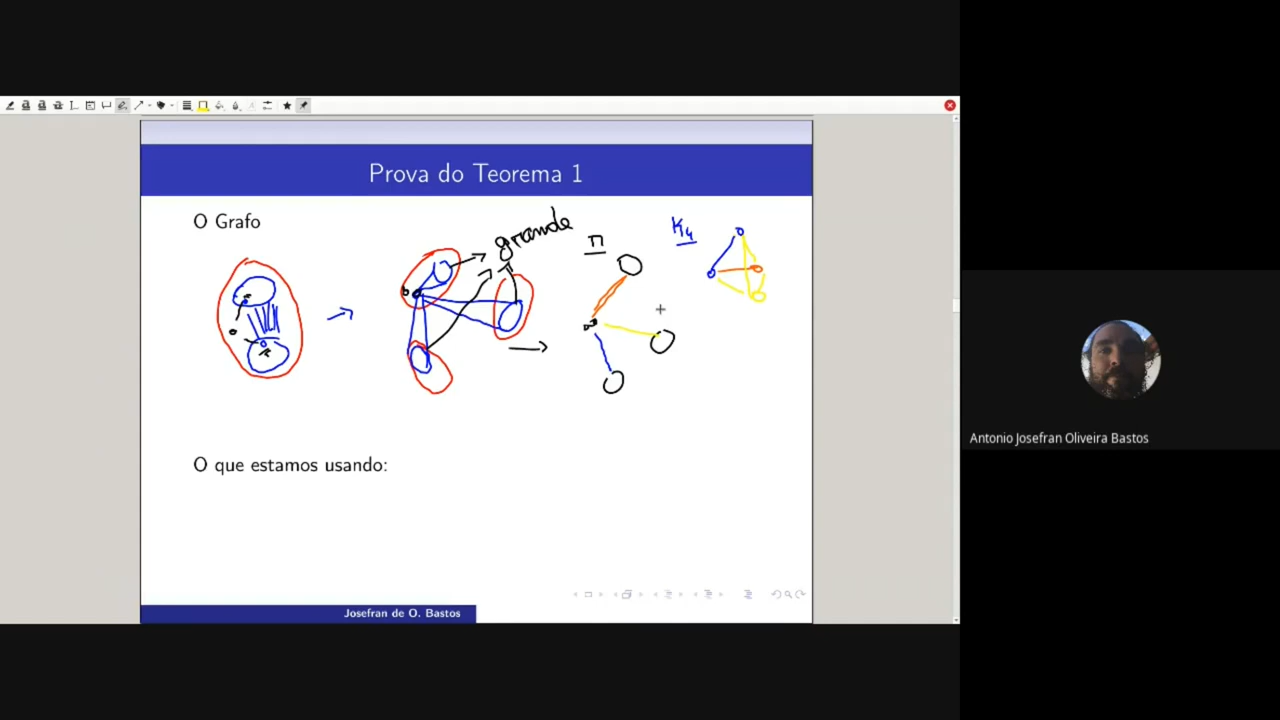 Prova do Teorema 1
O Grafo
grande
n
K4
O que estamos usando:
Josefran de O. Bastos
Antonio Josefran Oliveira Bastos